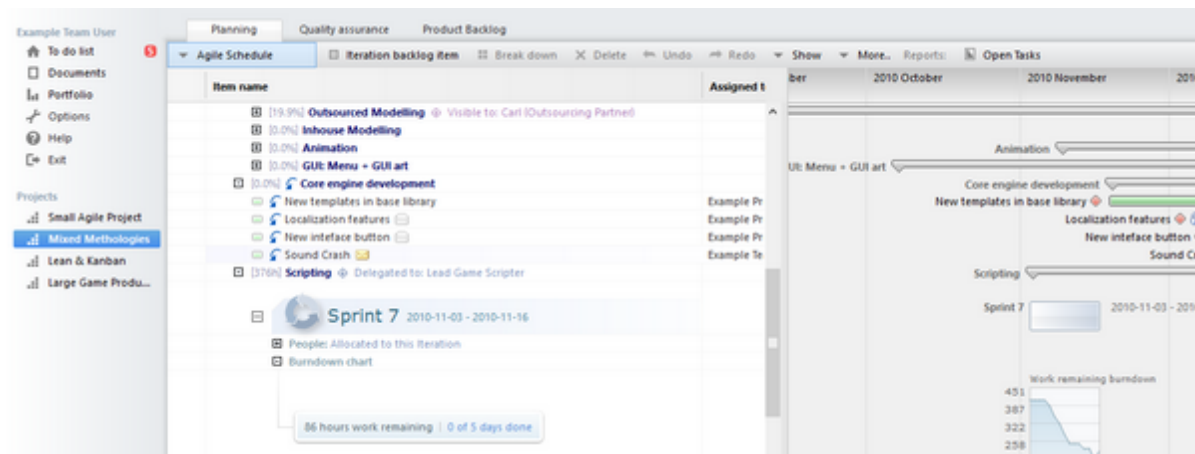 Example Team User
To do list 5
Documents
Portfolio
Options
Help
Exit
Projects
Small Agile Project
Mixed Methologies
Lean & Kanban
Large Game Produ...
Planning Quality assurance Product Backlog
Agile Schedule Iteration backlog item Break down Delete Undo Redo Show More.. Reports: Open Tasks
Item name Assigned t
[19.9%] Outsourced Modelling Visible to: Carl (Outsourcing Partner)
[0.0%] Inhouse Modelling
[0.0%] Animation
[0.0%] GUI: Menu + GUI art
[0.0%] Core engine development
New templates in base library Example Pr
Localization features Example Pr
New inteface button Example Pr
Sound Crash Example Te
[376h] Scripting Delegated to: Lead Game Scripter
Sprint 7 2010-11-03 - 2010-11-16
People: Allocated to this Iteration
Burndown chart
86 hours work remaining | 0 of 5 days done
ber 2010 October 2010 November 201
Animation
UI: Menu + GUI art
Core engine development
New templates in base library
Localization features
New inteface button
Sound Cr
Scripting
Sprint 7 2010-11-03 - 201
Work remaining burndown
451
387
322
258